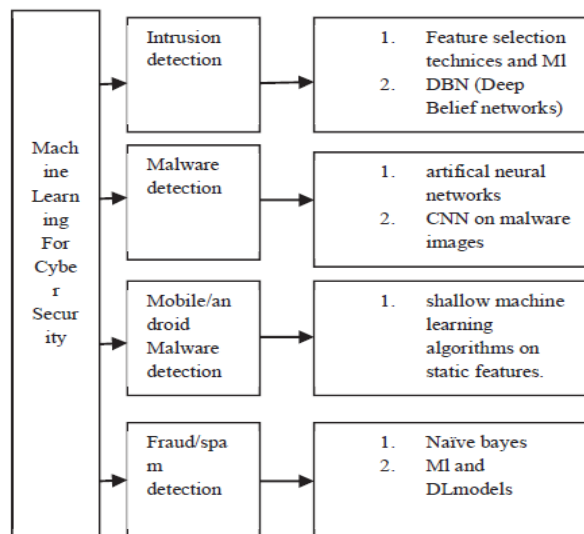 Mach
ine
Learn
ing
For
Cybe
r
Secur
ity
Intrusion
detection
1. Feature selection
technices and Ml
2. DBN (Deep
Belief networks)
Malware
detection
1. artifical neural
networks
2. CNN on malware
images
Mobile/an
droid
Malware
detection
1. shallow machine
learning
algorithms on
static features.
Fraud/spa
m
detection
1. Naïve bayes
2. Ml and
DLmodels